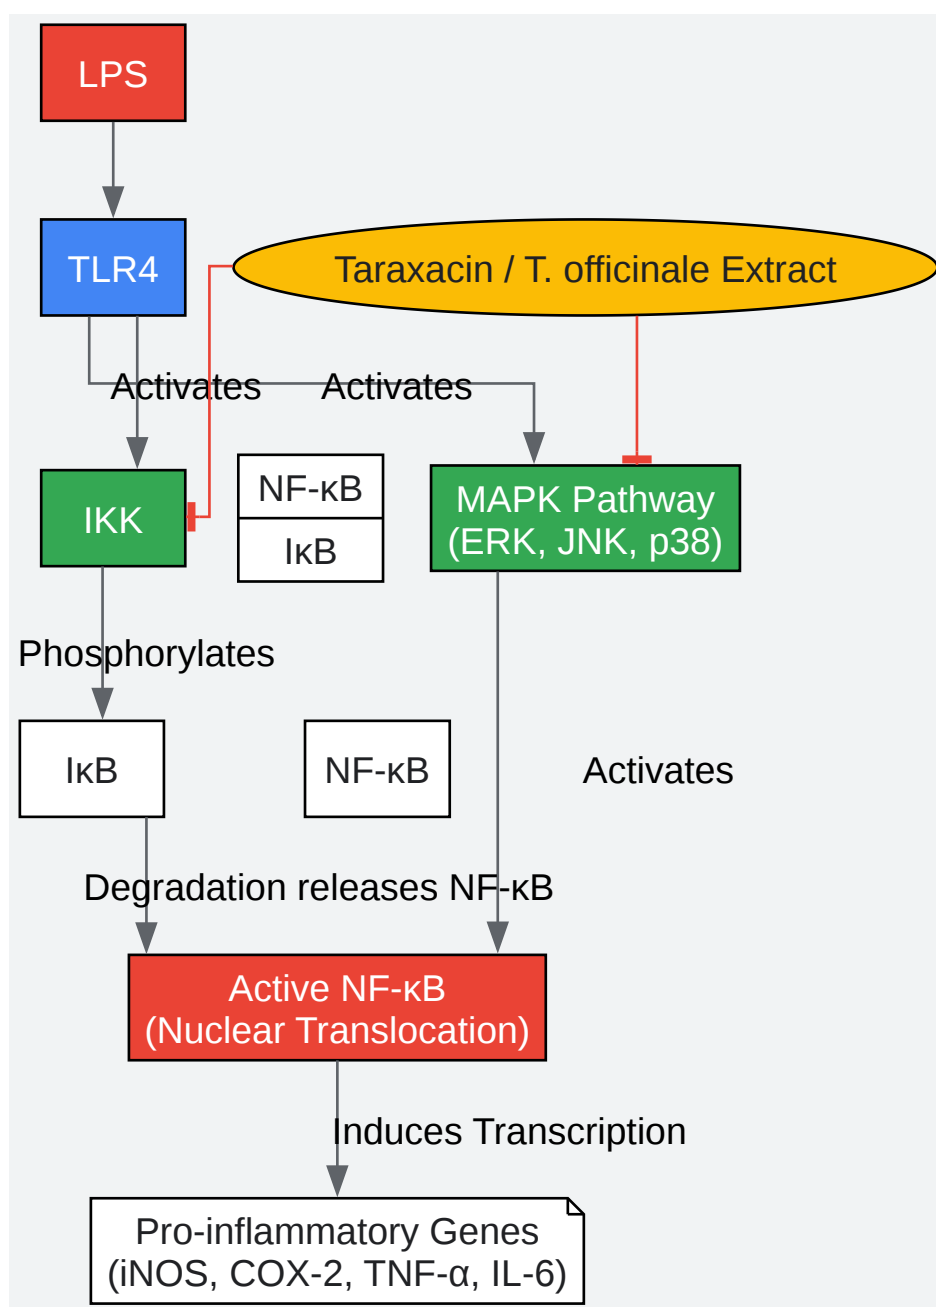 LPS
TLR4
Taraxacin / T. officinale Extract
Activates
Activates
IKK
NF-κB
IκB
MAPK Pathway
(ERK, JNK, p38)
Phosphorylates
IκB
NF-κB
Activates
Degradation releases NF-κB
Active NF-κB
(Nuclear Translocation)
Induces Transcription
Pro-inflammatory Genes
(iNOS, COX-2, TNF-α, IL-6)